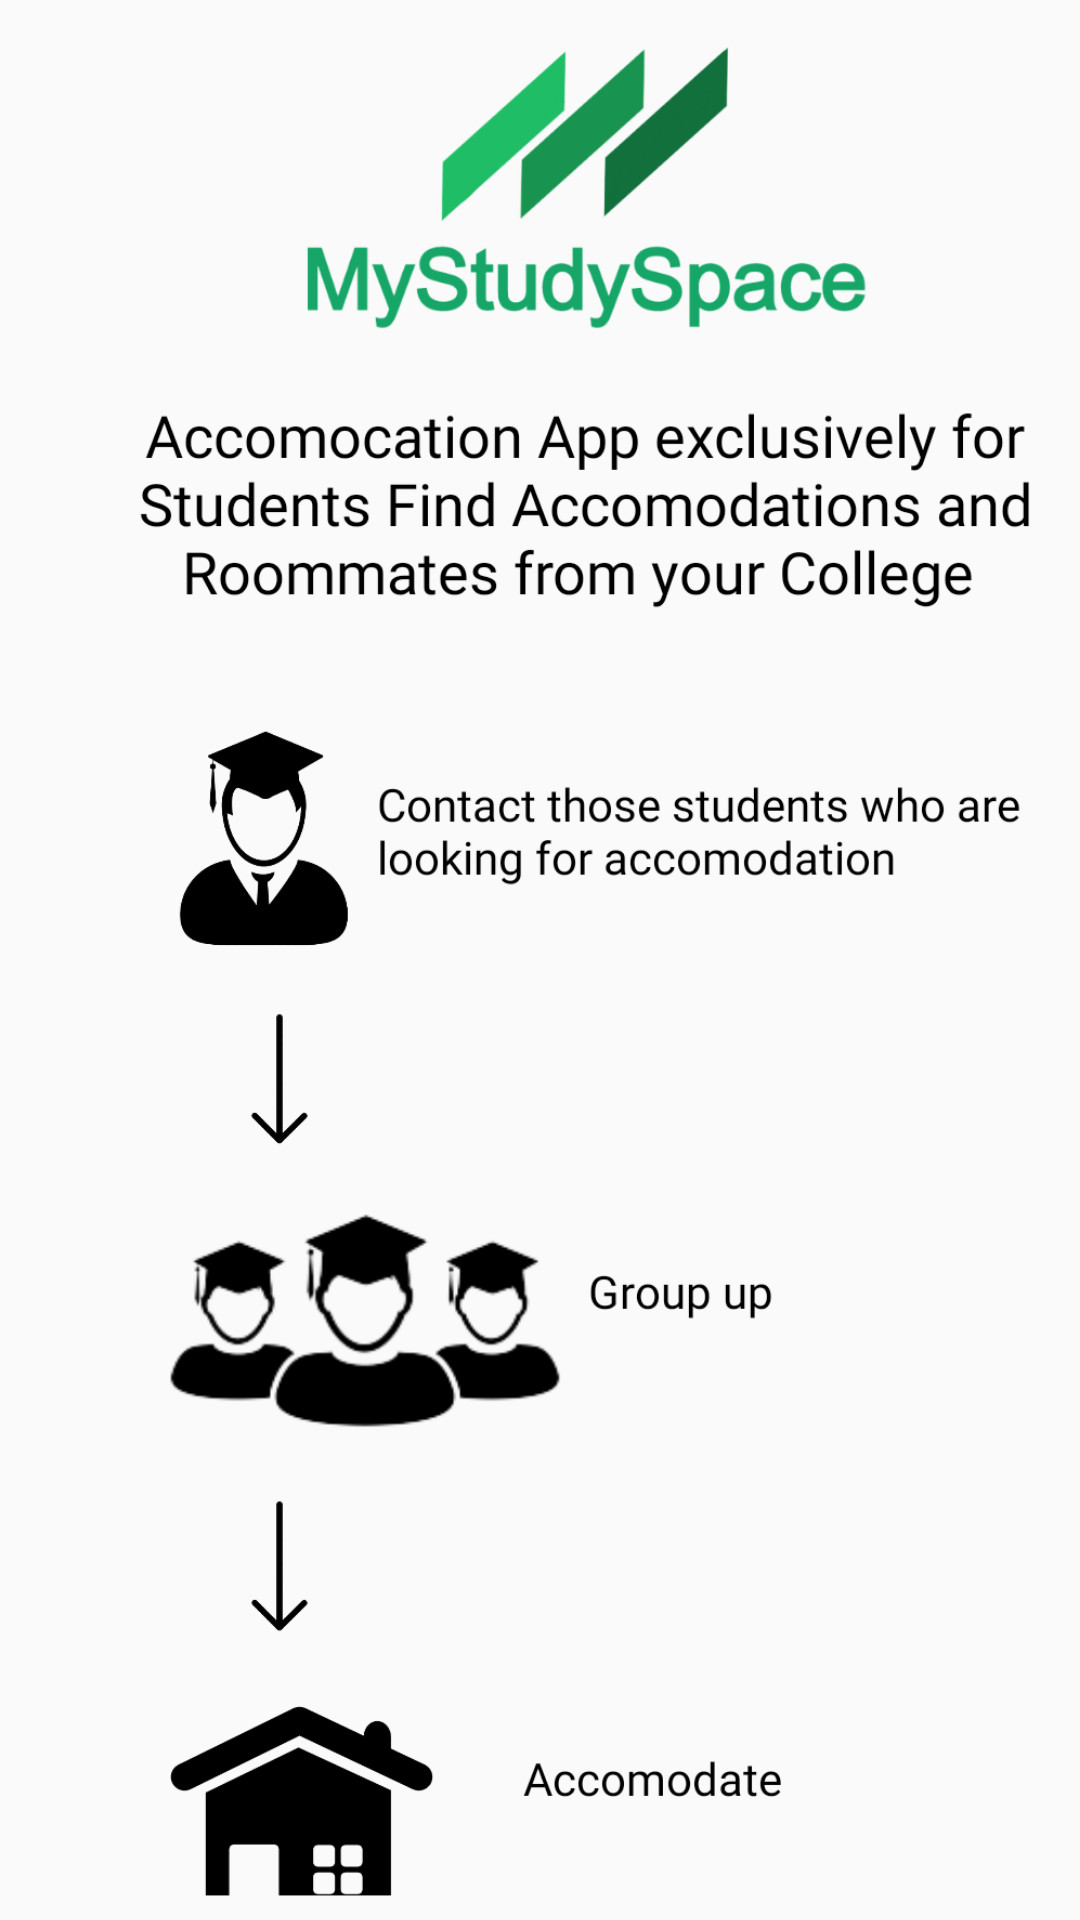 MyStudySpace
Accomocation App exclusively for
Students Find Accomodations and
Roommates from your College
Contact those students who are
looking for accomodation
Group up
Accomodate